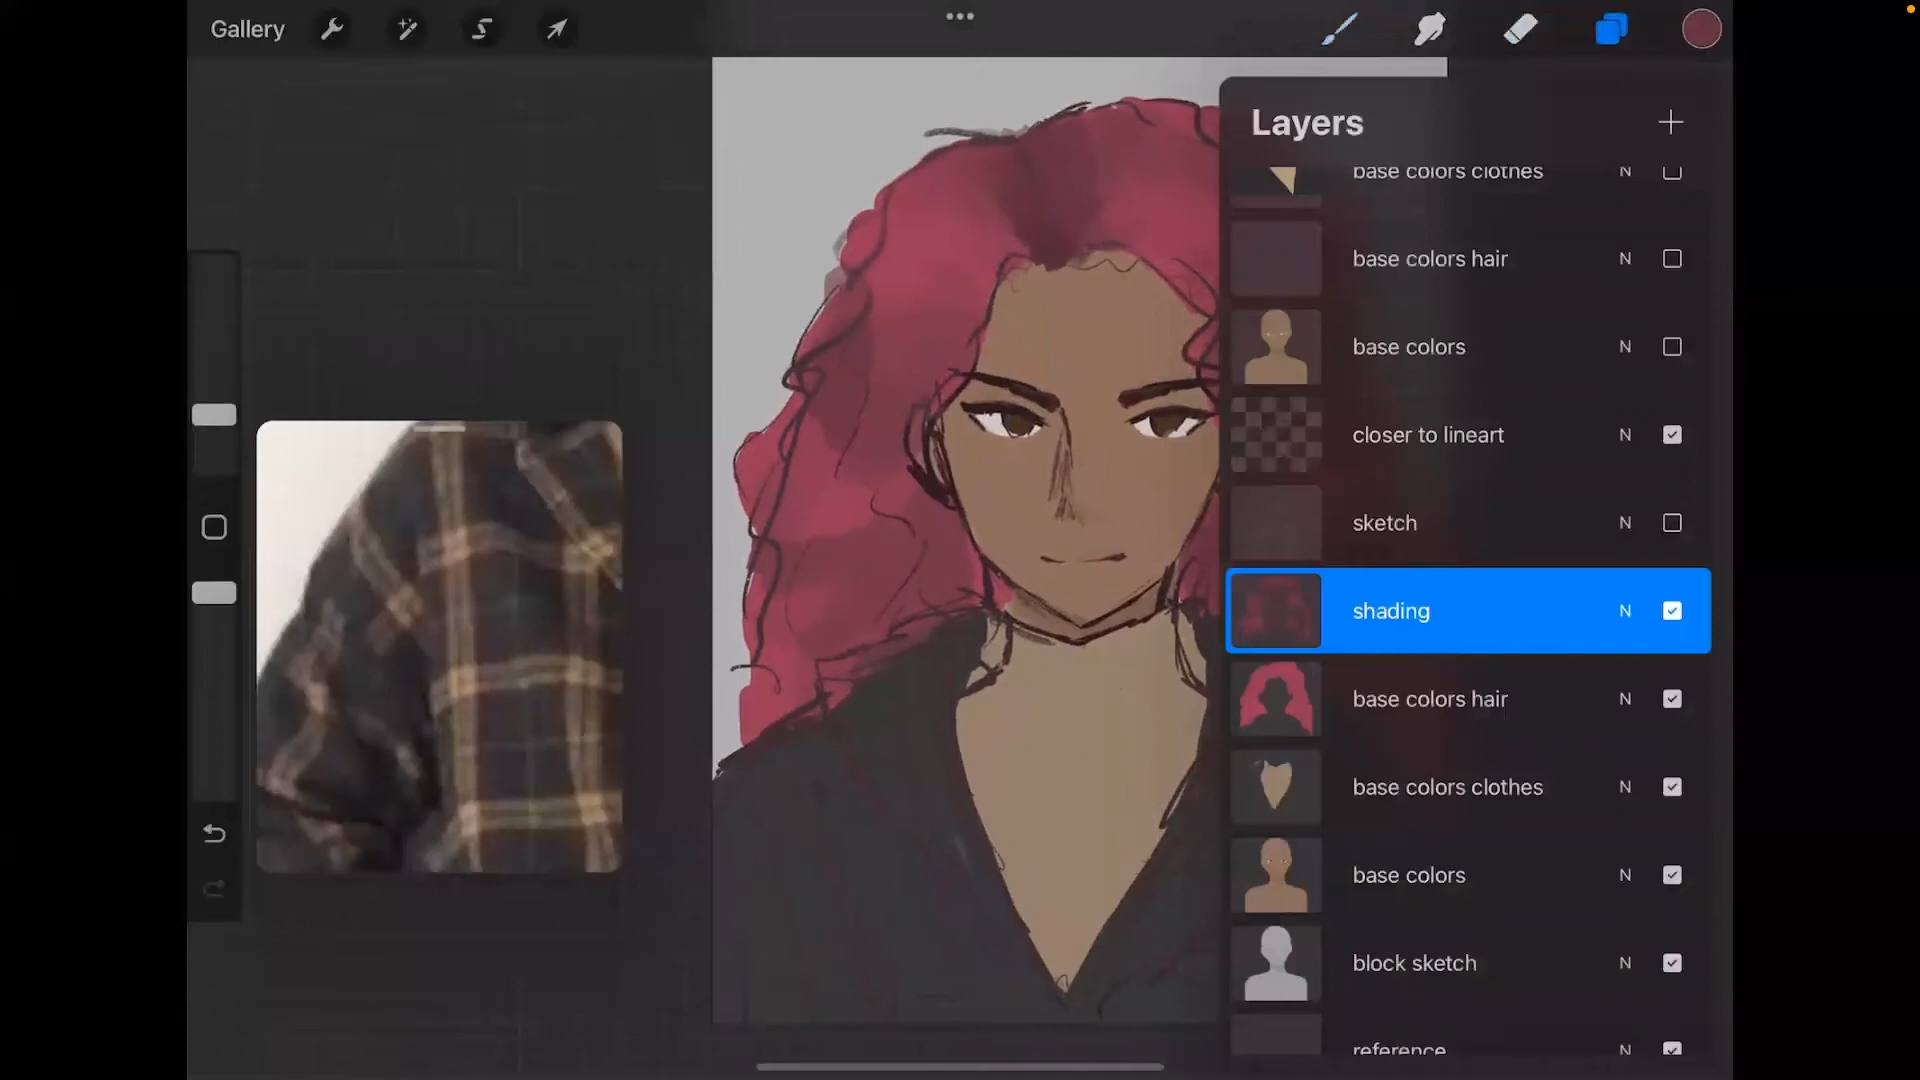 Gallery
Layers
base colors clothes N
base colors hair N
base colors N
closer to lineart N
sketch N
shading N
base colors hair N
base colors clothes N
base colors N
block sketch N
reference N